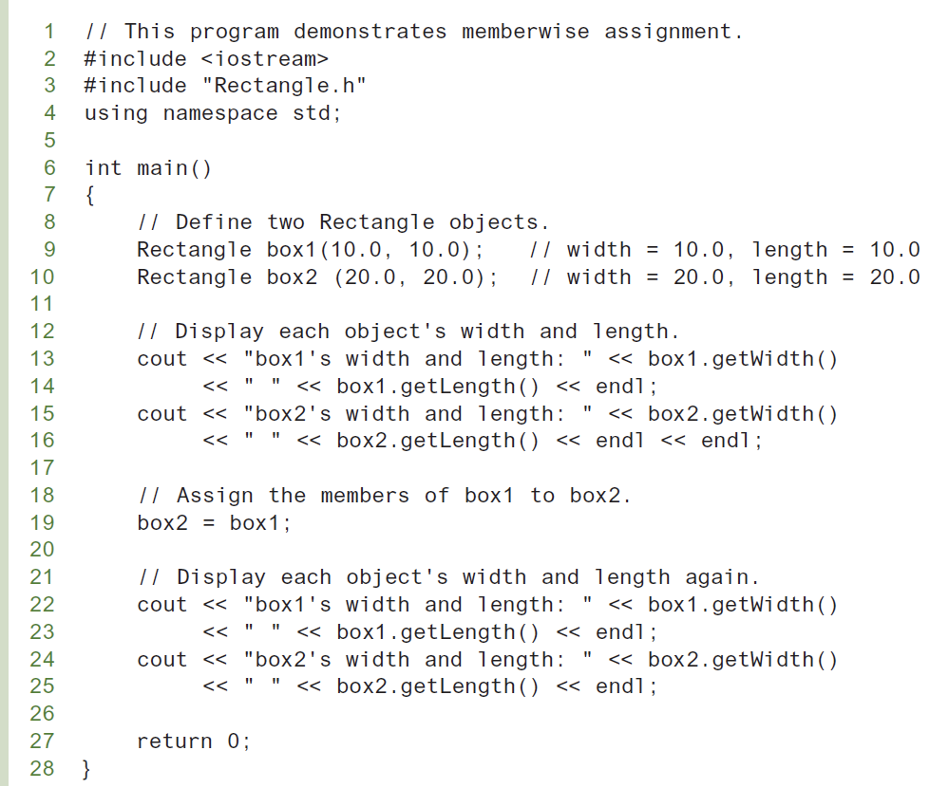 1 // This program demonstrates memberwise assignment.
2 #include <iostream>
3 #include "Rectangle.h"
4 using namespace std;
5
6 int main()
7 {
8     // Define two Rectangle objects.
9     Rectangle box1(10.0, 10.0);   // width = 10.0, length = 10.0
10     Rectangle box2 (20.0, 20.0);  // width = 20.0, length = 20.0
11
12     // Display each object's width and length.
13     cout << "box1's width and length: " << box1.getWidth()
14          << " " << box1.getLength() << endl;
15     cout << "box2's width and length: " << box2.getWidth()
16          << " " << box2.getLength() << endl << endl;
17
18     // Assign the members of box1 to box2.
19     box2 = box1;
20
21     // Display each object's width and length again.
22     cout << "box1's width and length: " << box1.getWidth()
23          << " " << box1.getLength() << endl;
24     cout << "box2's width and length: " << box2.getWidth()
25          << " " << box2.getLength() << endl;
26
27     return 0;
28 }